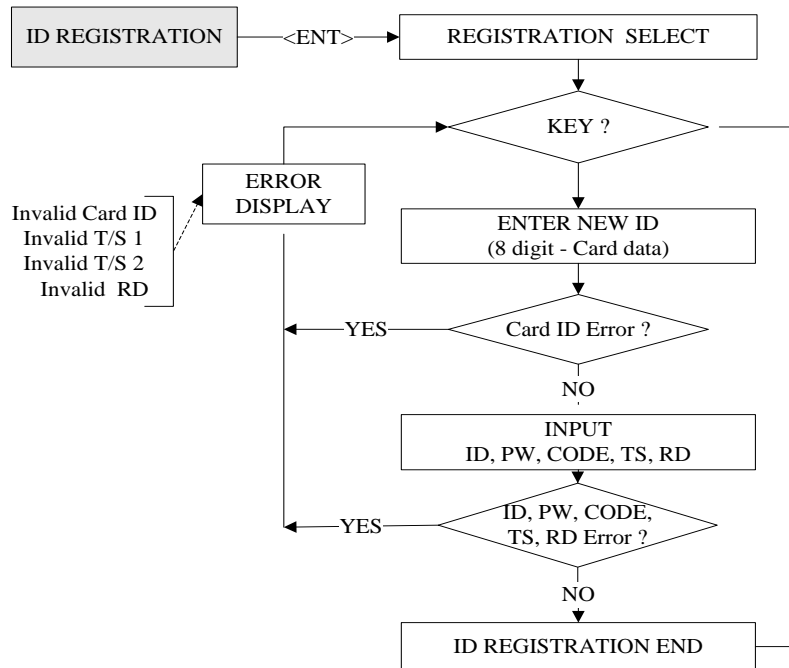 ID REGISTRATION
<ENT>
REGISTRATION SELECT
KEY ?
ERROR
DISPLAY
Invalid Card ID
Invalid T/S 1
Invalid T/S 2
Invalid RD
ENTER NEW ID
(8 digit - Card data)
YES
Card ID Error ?
NO
INPUT
ID, PW, CODE, TS, RD
YES
ID, PW, CODE,
TS, RD Error ?
NO
ID REGISTRATION END